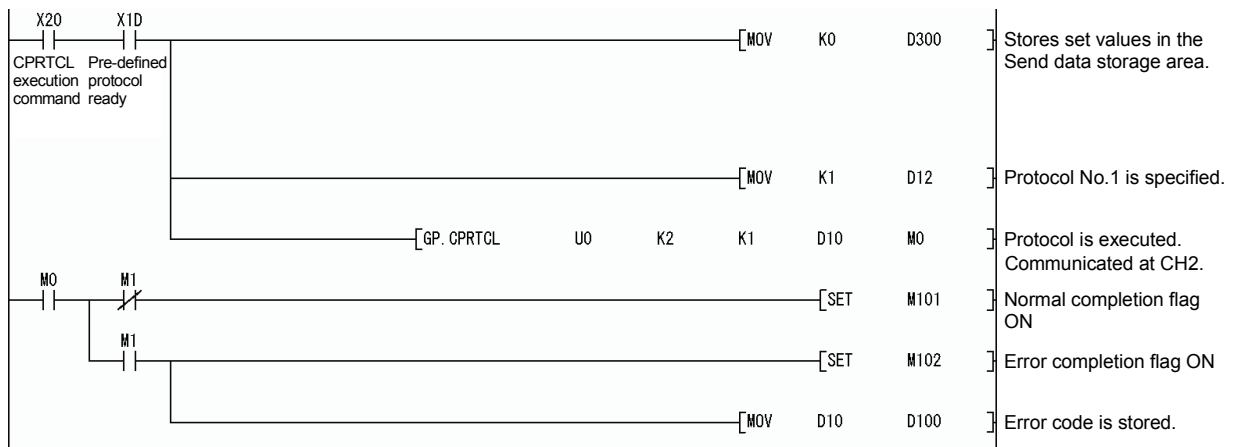 X20 X1D
MOV K0 D300 Stores set values in the
CPRTCL Pre-defined Send data storage area.
execution protocol
command ready
MOV K1 D12 Protocol No.1 is specified.
GP.CPRTCL U0 K2 K1 D10 M0 Protocol is executed.
Communicated at CH2.
M0 M1
SET M101 Normal completion flag
ON
M1
SET M102 Error completion flag ON
MOV D10 D100 Error code is stored.